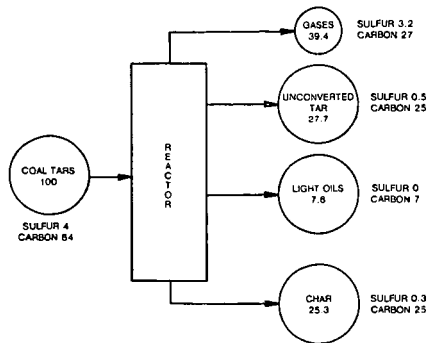 GASES
39.4
SULFUR 3.2
CARBON 27
UNCONVERTED
TAR
27.7
SULFUR 0.5
CARBON 25
REACTOR
COAL TARS
100
SULFUR 4
CARBON 84
LIGHT OILS
7.6
SULFUR 0
CARBON 7
CHAR
25.3
SULFUR 0.3
CARBON 25